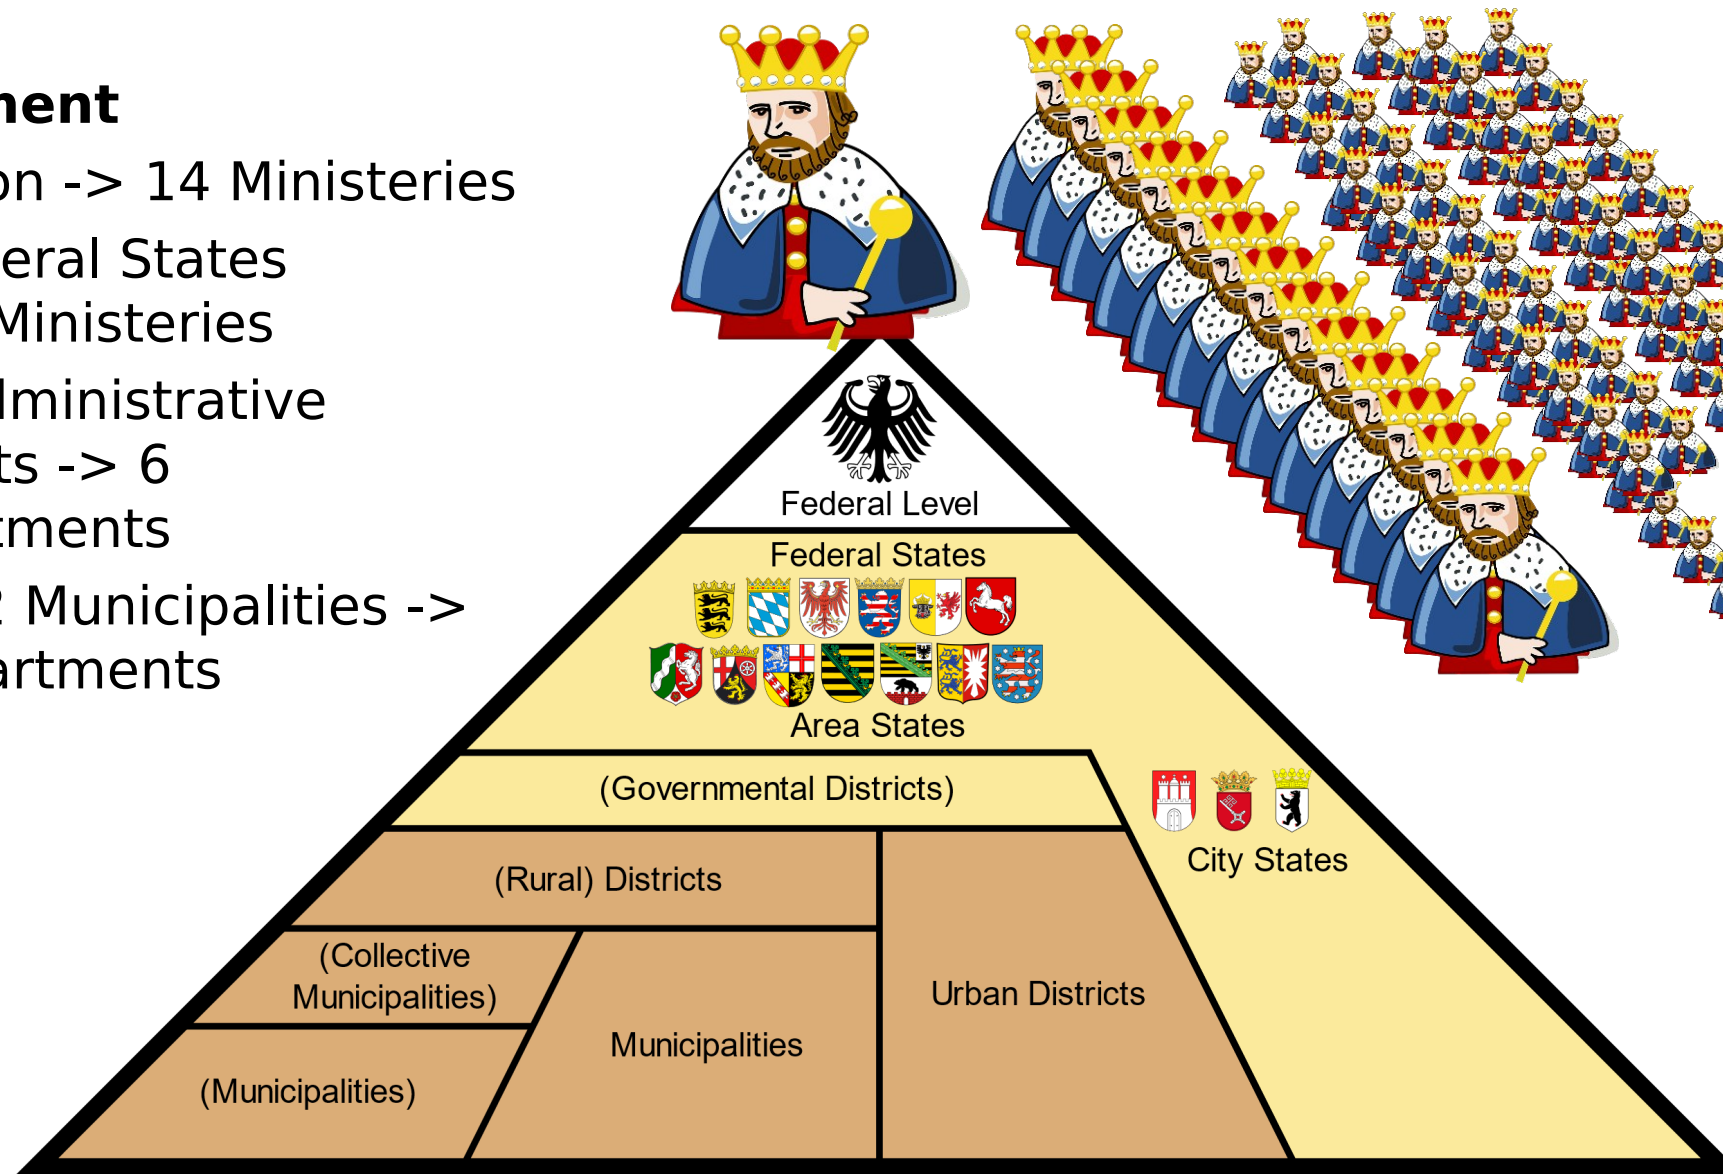 ment
on -> 14 Ministeries
eral States
Ministeries
dministrative
ts -> 6
tments
2 Municipalities ->
artments
Federal Level
Federal States
Area States
(Governmental Districts)
City States
(Rural) Districts
(Collective
Municipalities)
Urban Districts
Municipalities
(Municipalities)